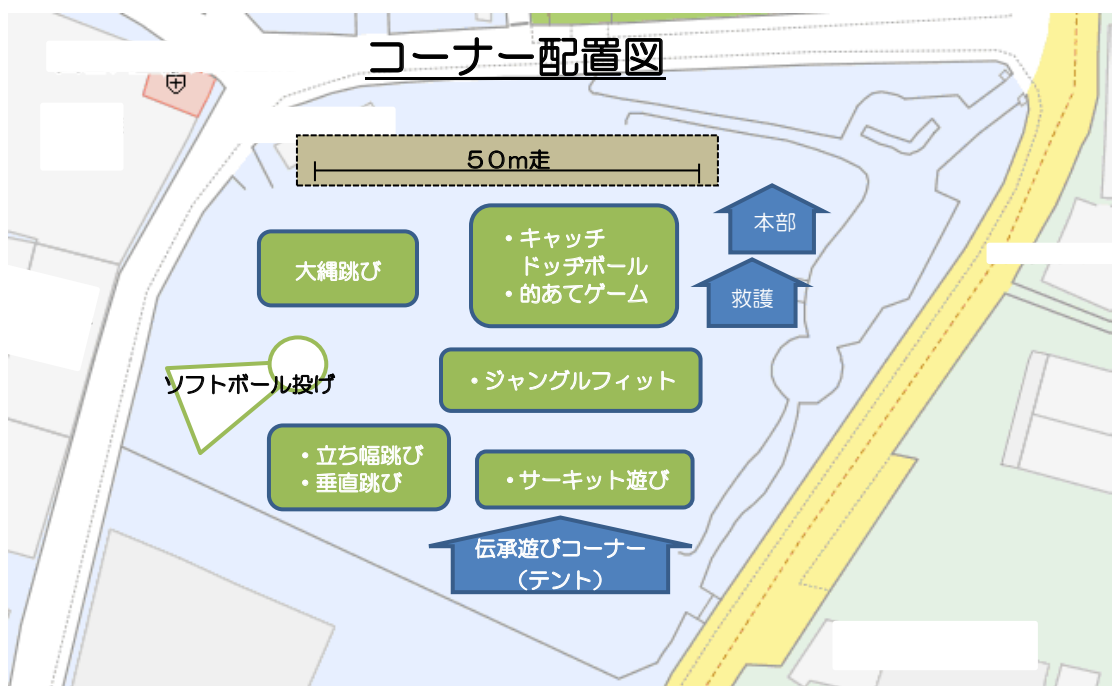 コーナー配置図
５０ｍ走
本部
・キャッチ
ドッヂボール
・的あてゲーム
大縄跳び
救護
ソフトボール投げ
・ジャングルフィット
・立ち幅跳び
・垂直跳び
・サーキット遊び
伝承遊びコーナー
（テント）